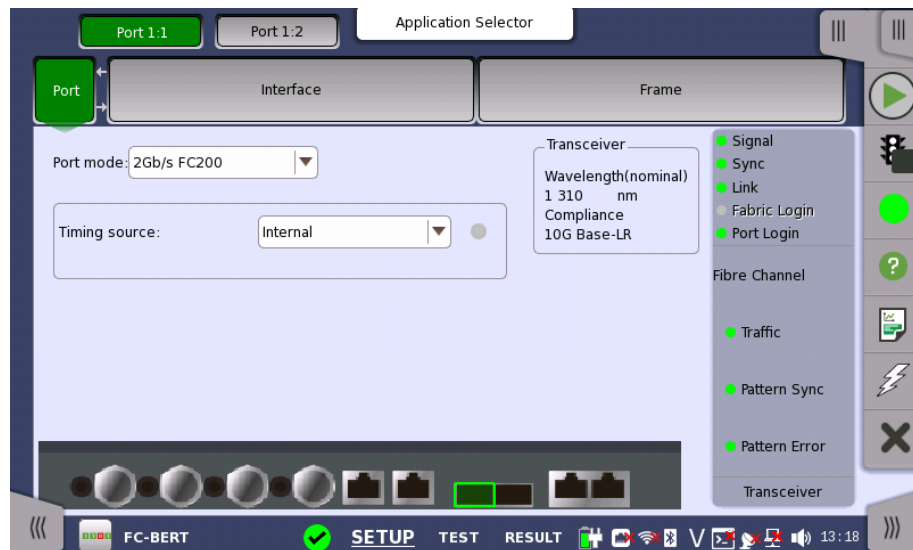 Application Selector
Port 1:1
Port 1:2
Port
Interface
Frame
Port mode:
2Gb/s FC200
Timing source:
Internal
Transceiver
Wavelength(nominal)
1 310 nm
Compliance
10G Base-LR
Signal
Sync
Link
Fabric Login
Port Login
Fibre Channel
Traffic
Pattern Sync
Pattern Error
Transceiver
FC-BERT
SETUP
TEST
RESULT
V
13:18